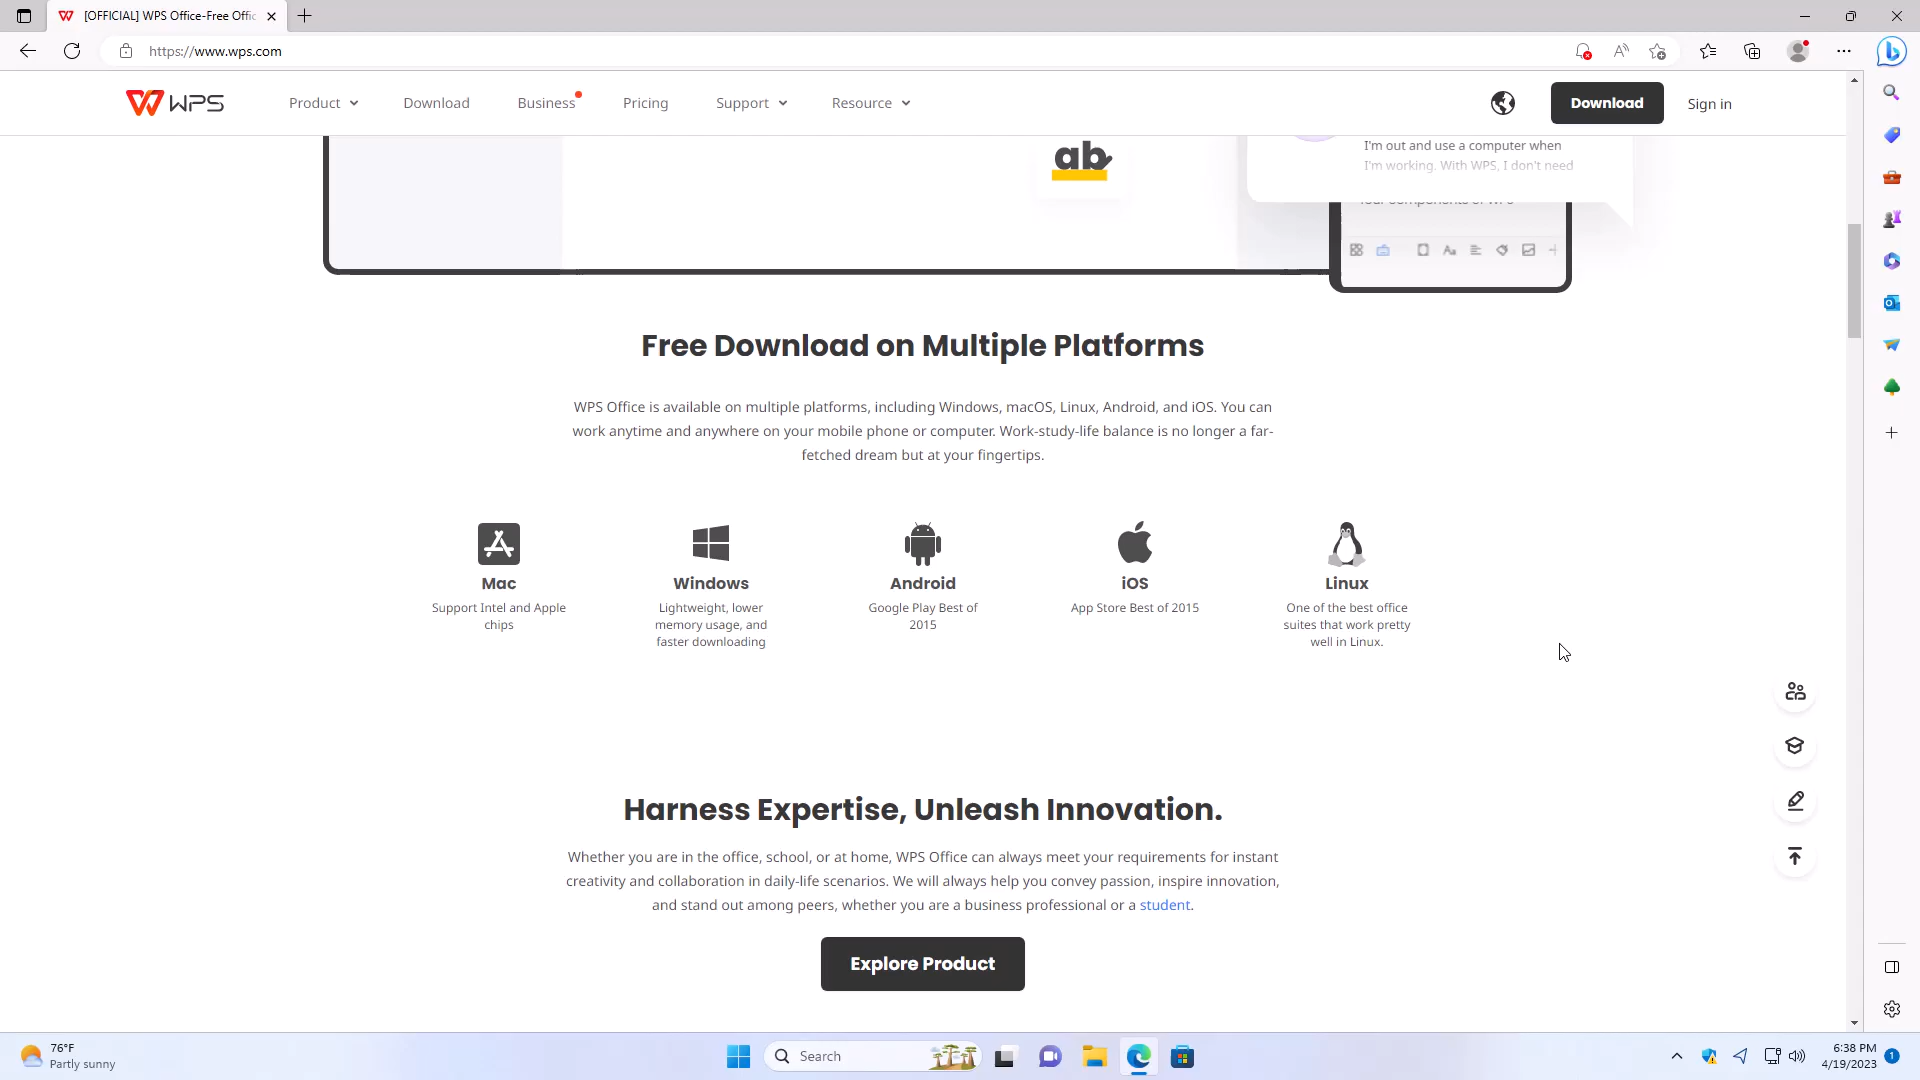 [OFFICIAL] WPS Office-Free Offic
https://www.wps.com
WPS
Product
Download
Business
Pricing
Support
Resource
Download
Sign in
ab
I'm out and use a computer when
I'm working. With WPS, I don't need
Free Download on Multiple Platforms
WPS Office is available on multiple platforms, including Windows, macOS, Linux, Android, and iOS. You can
work anytime and anywhere on your mobile phone or computer. Work-study-life balance is no longer a far-
fetched dream but at your fingertips.
Mac
Support Intel and Apple
chips
Windows
Lightweight, lower
memory usage, and
faster downloading
Android
Google Play Best of
2015
iOS
App Store Best of 2015
Linux
One of the best office
suites that work pretty
well in Linux.
Harness Expertise, Unleash Innovation.
Whether you are in the office, school, or at home, WPS Office can always meet your requirements for instant
creativity and collaboration in daily-life scenarios. We will always help you convey passion, inspire innovation,
and stand out among peers, whether you are a business professional or a student.
Explore Product
76°F
Partly sunny
Search
6:38 PM
4/19/2023
1